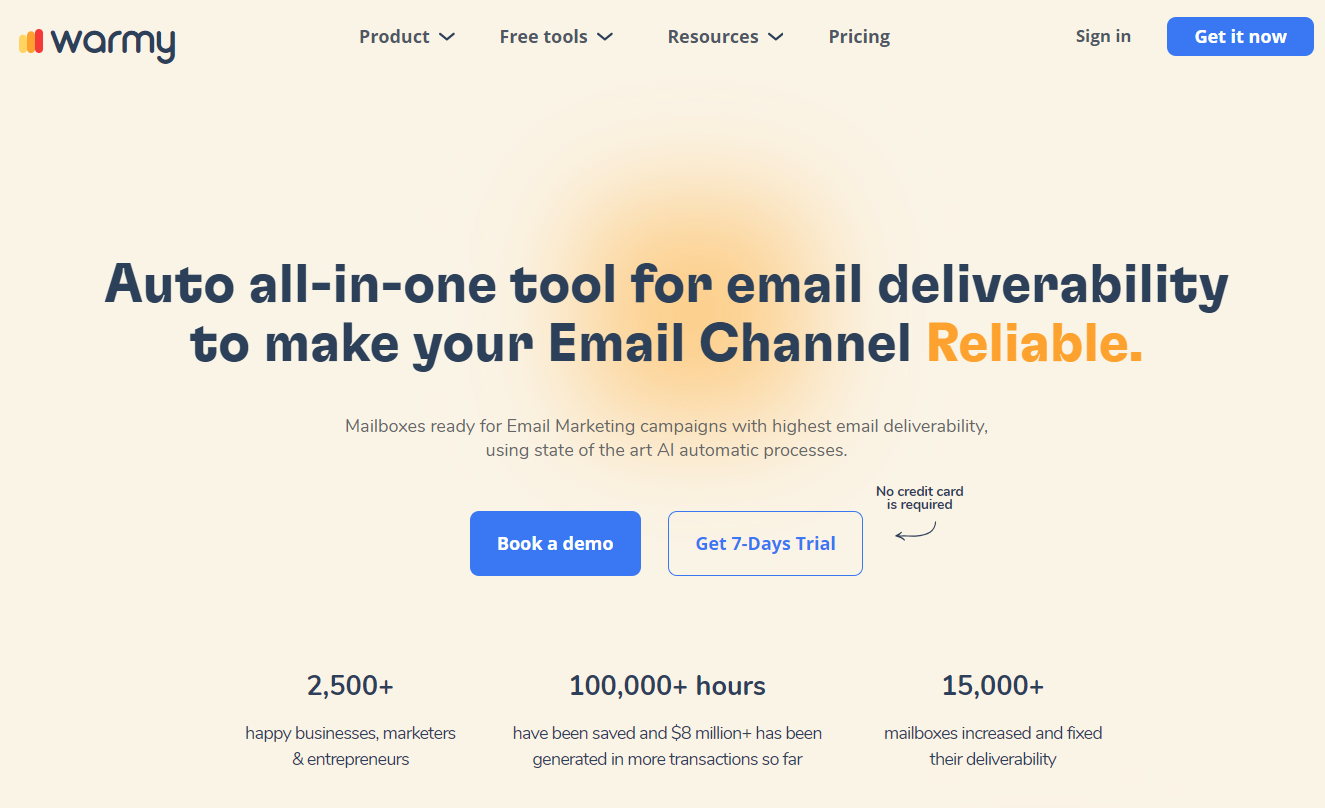 warmy
Product
Free tools
Resources
Pricing
Sign in
Get it now
Auto all-in-one tool for email deliverability
to make your Email Channel Reliable.
Mailboxes ready for Email Marketing campaigns with highest email deliverability,
using state of the art AI automatic processes.
No credit card
is required
Book a demo
Get 7-Days Trial
2,500+
happy businesses, marketers
& entrepreneurs
100,000+ hours
have been saved and $8 million+ has been
generated in more transactions so far
15,000+
mailboxes increased and fixed
their deliverability